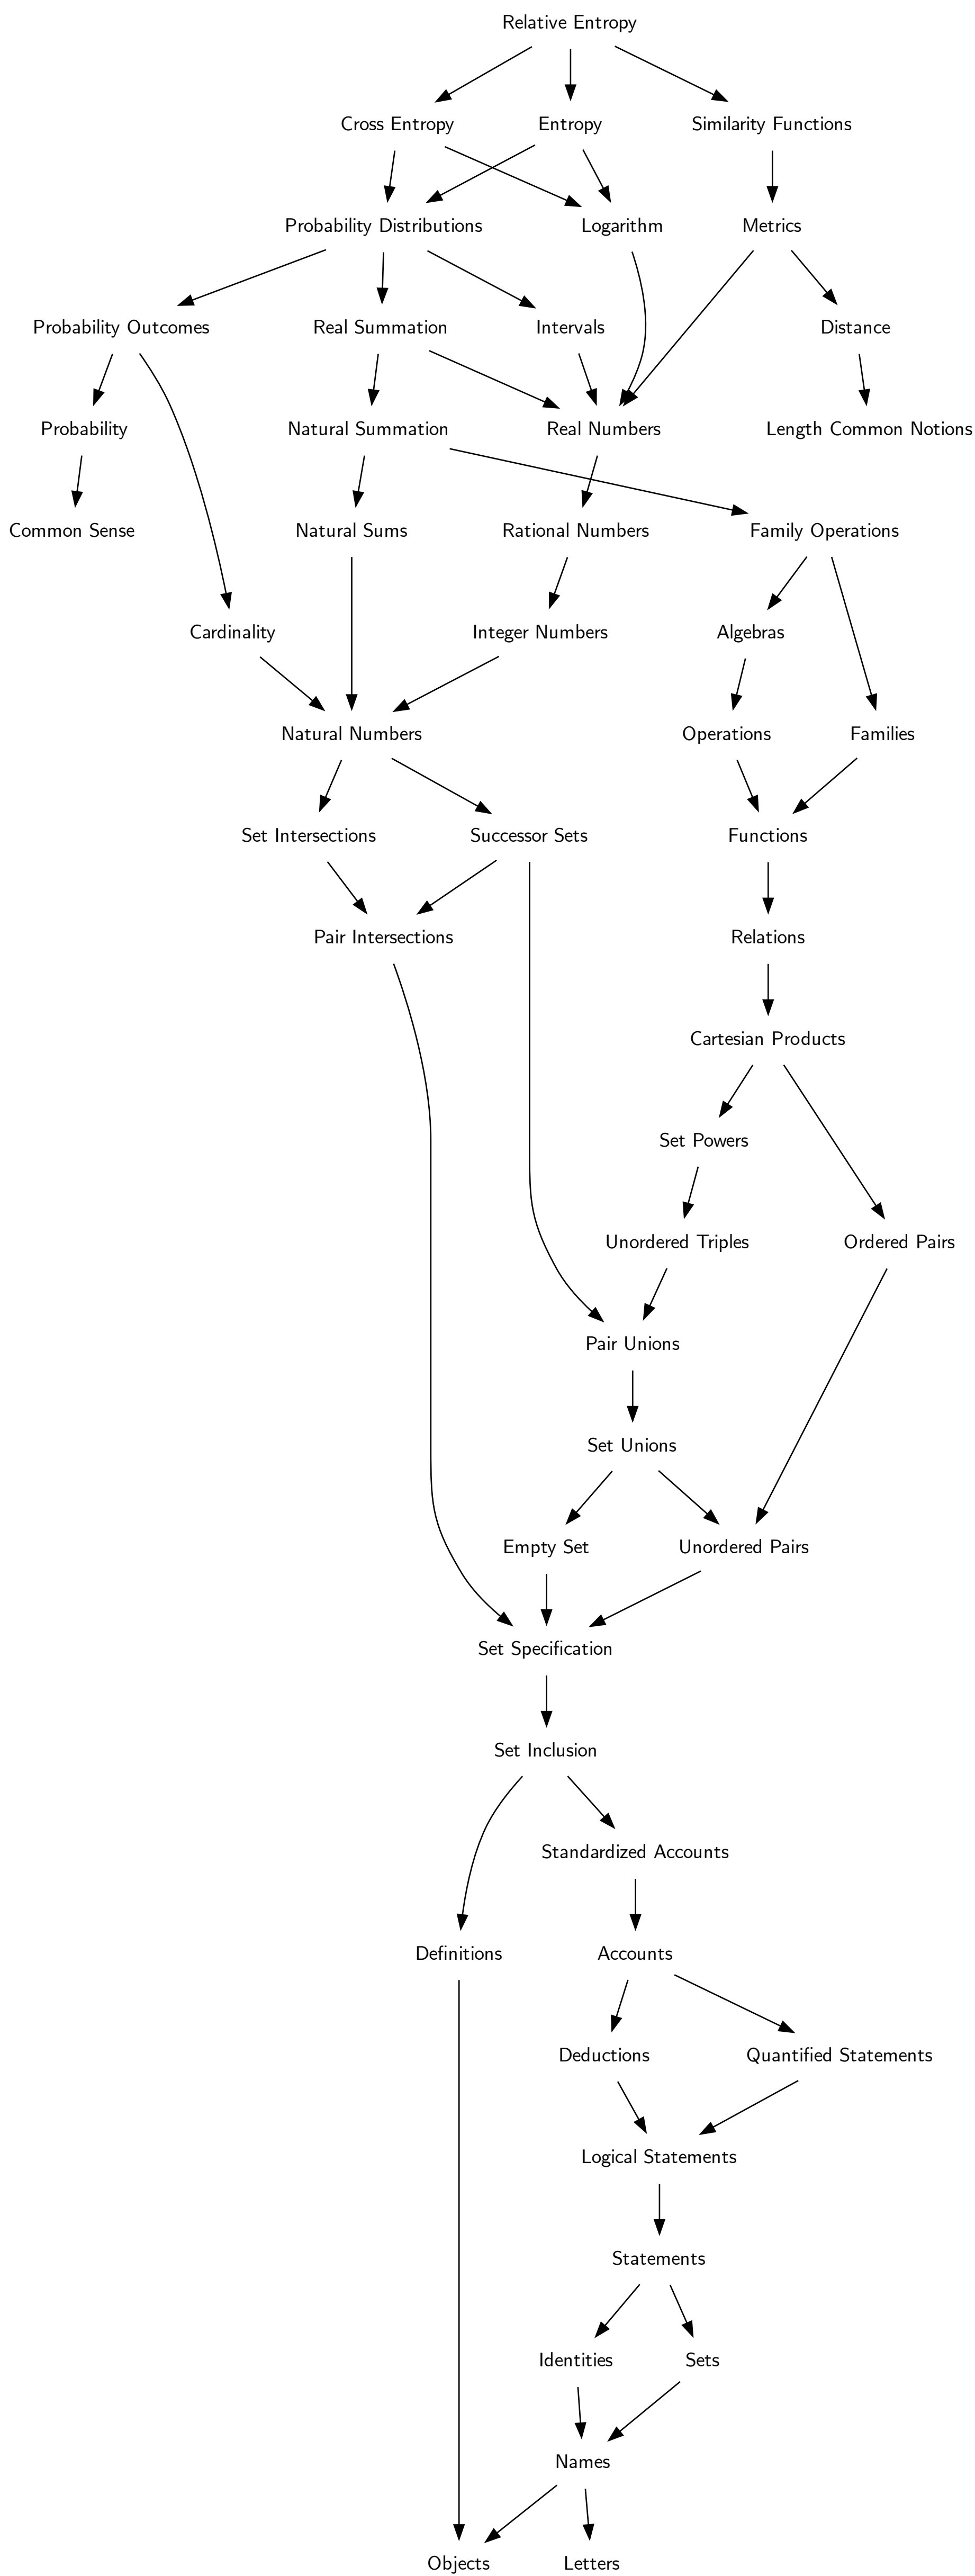 Relative Entropy
Cross Entropy
Entropy
Similarity Functions
Probability Distributions
Logarithm
Metrics
Probability Outcomes
Real Summation
Intervals
Distance
Probability
Natural Summation
Real Numbers
Length Common Notions
Common Sense
Natural Sums
Rational Numbers
Family Operations
Cardinality
Integer Numbers
Algebras
Natural Numbers
Operations
Families
Set Intersections
Successor Sets
Functions
Pair Intersections
Relations
Cartesian Products
Set Powers
Unordered Triples
Ordered Pairs
Pair Unions
Set Unions
Empty Set
Unordered Pairs
Set Specification
Set Inclusion
Standardized Accounts
Definitions
Accounts
Deductions
Quantified Statements
Logical Statements
Statements
Identities
Sets
Names
Objects
Letters